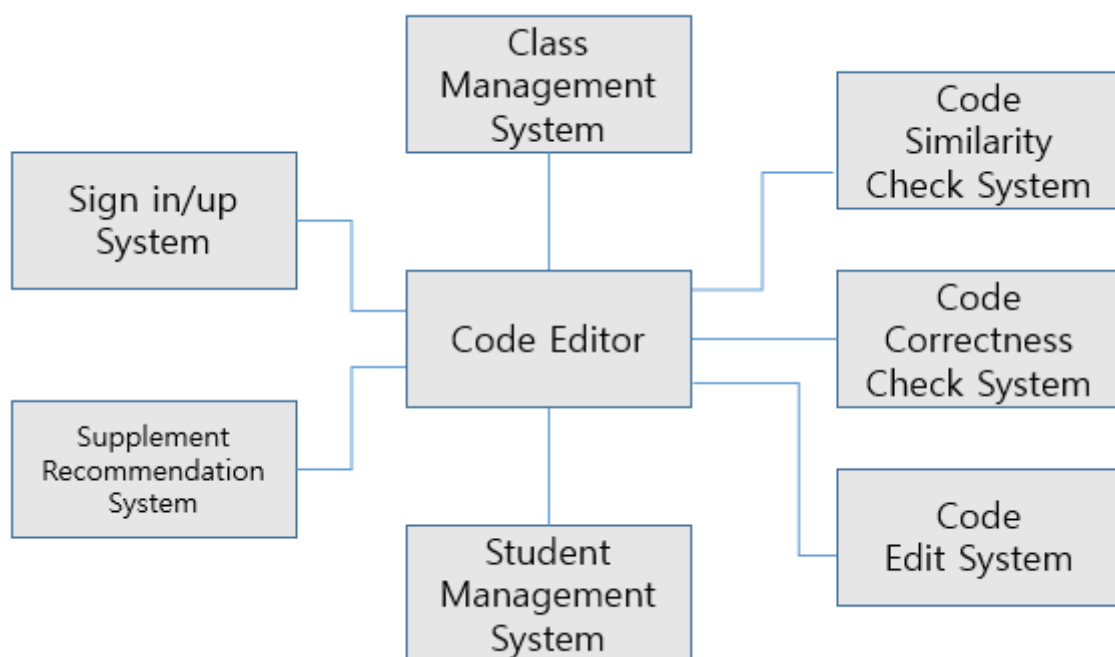 Class
Management
System
Code
Similarity
Check System
Sign in/up
System
Code Editor
Code
Correctness
Check System
Supplement
Recommendation
System
Student
Management
System
Code
Edit System